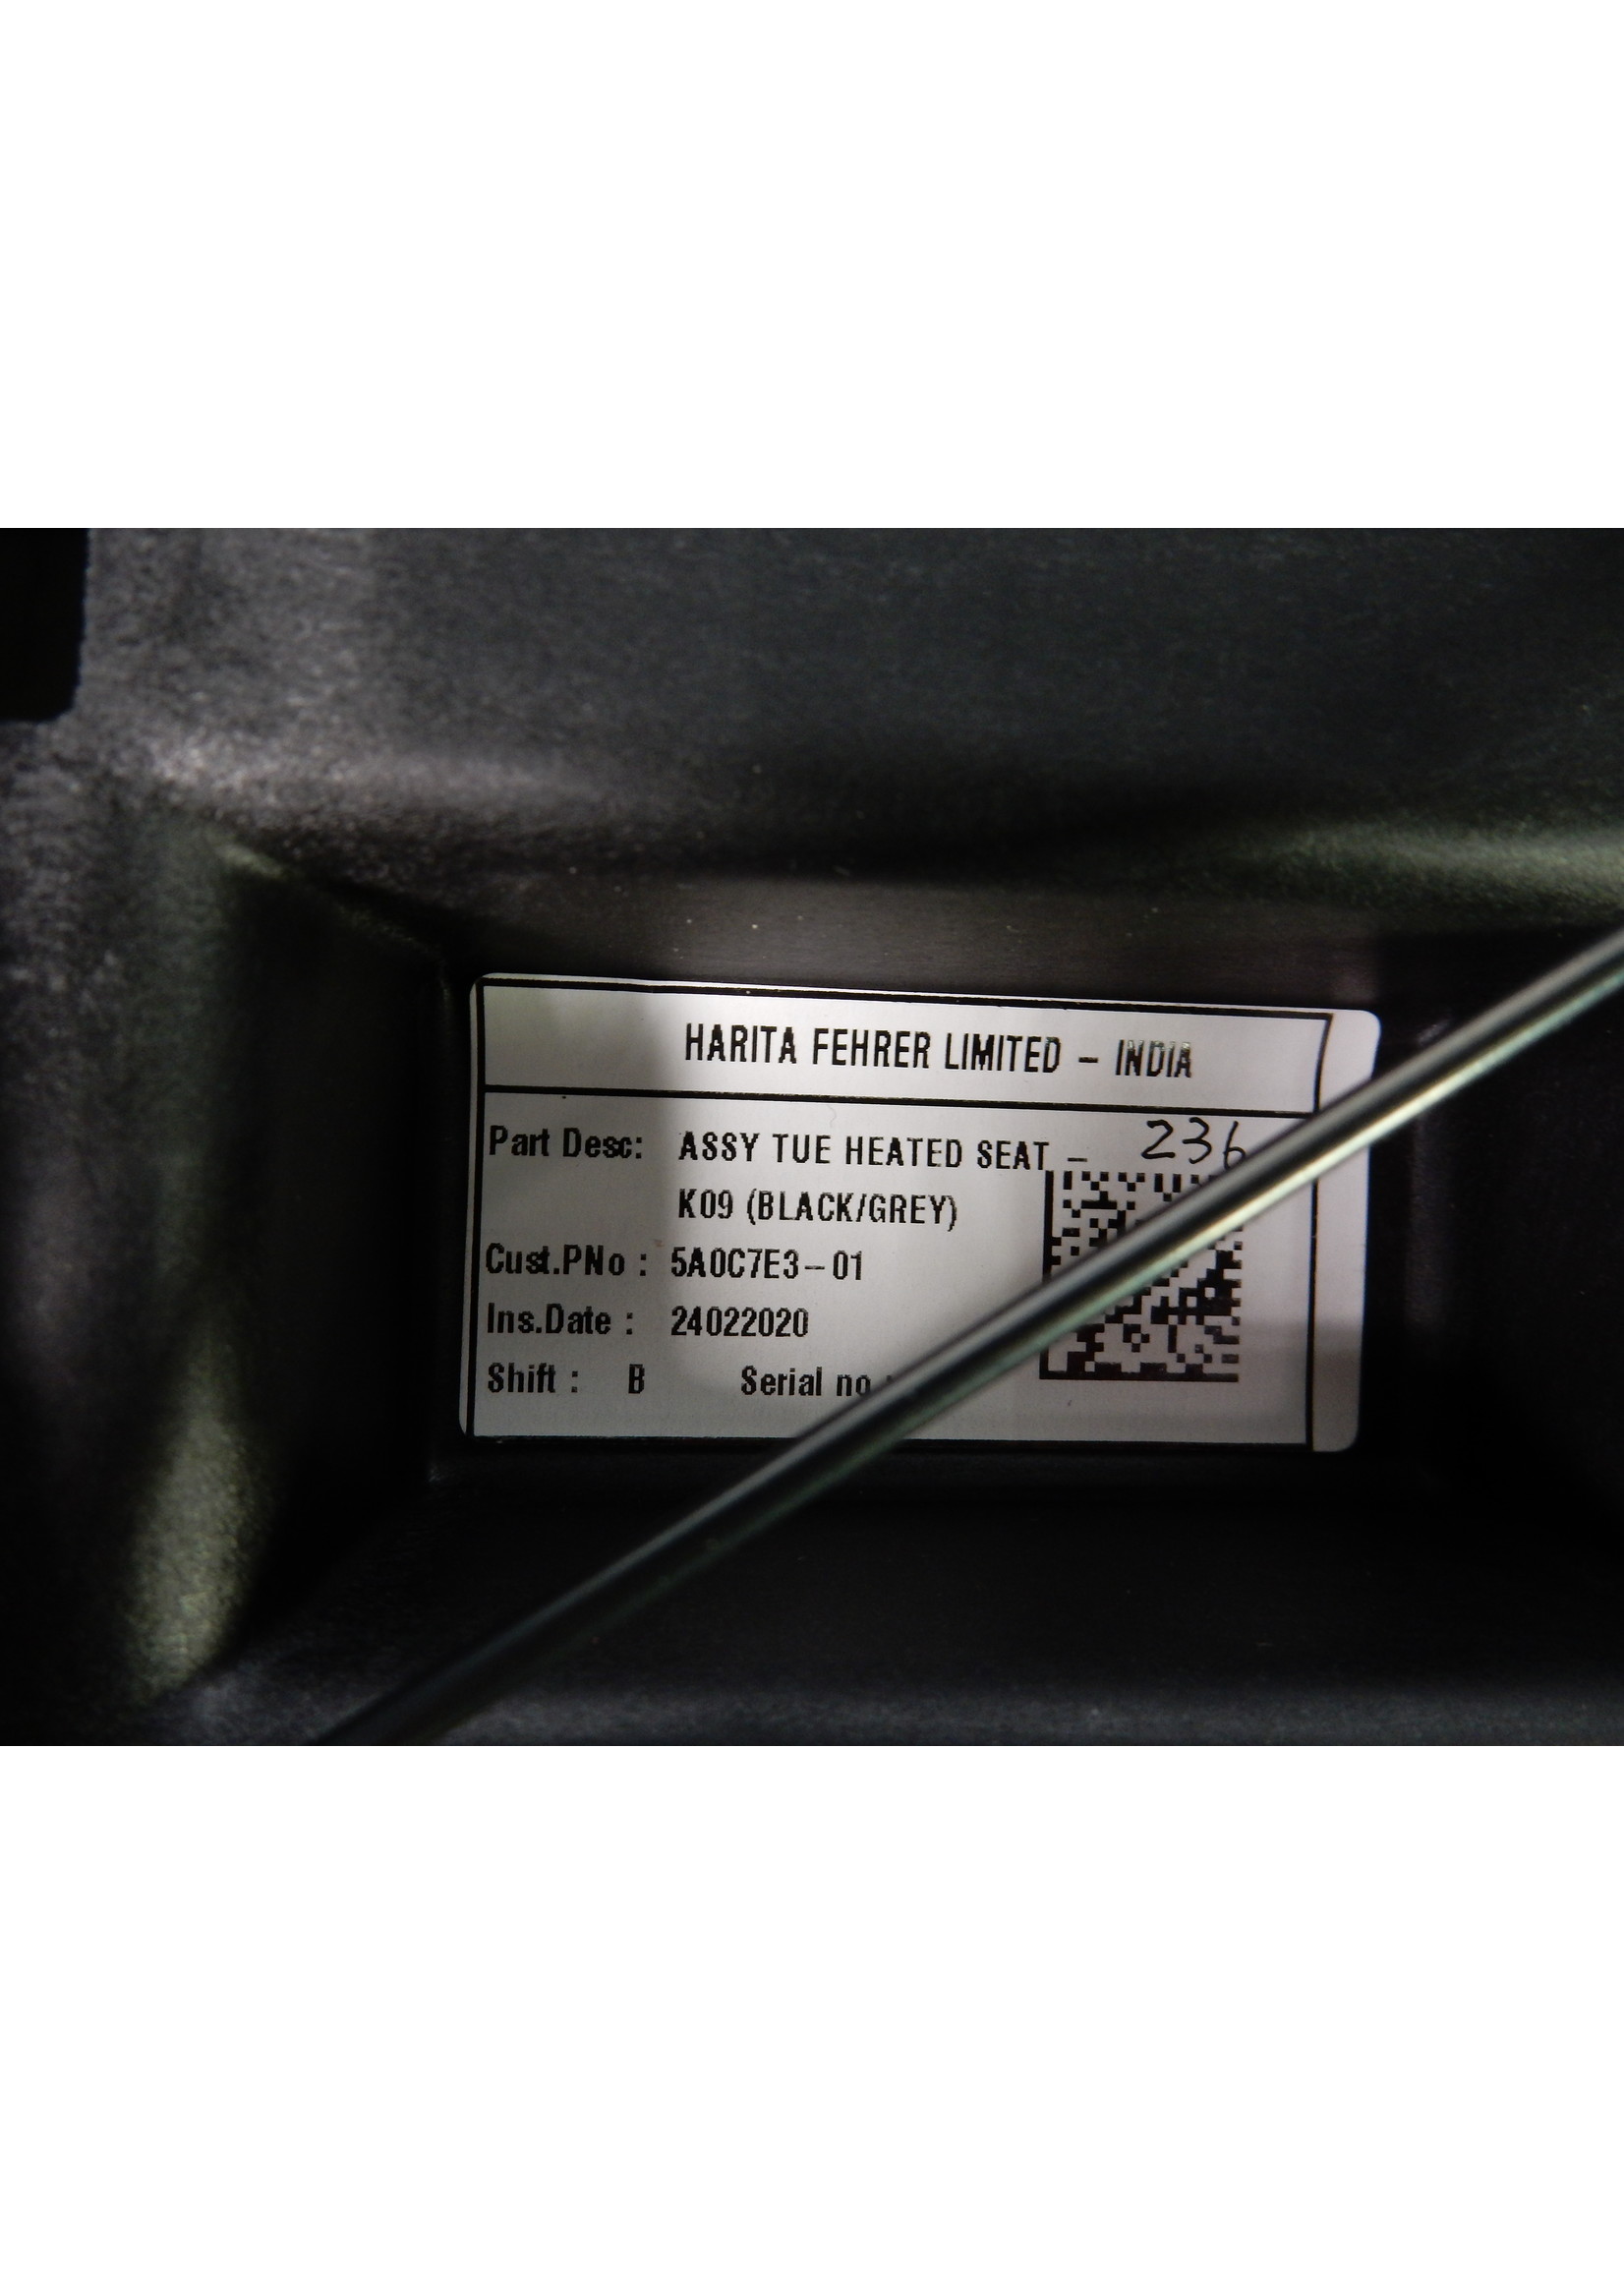 HARITA FEHRER LIMITED - INDIA
Part Desc: ASSY TUE HEATED SEAT - 236
K09 (BLACK/GREY)
Cust.PNo : 5A0C7E3-01
Ins.Date : 24022020
Shift : B Serial no